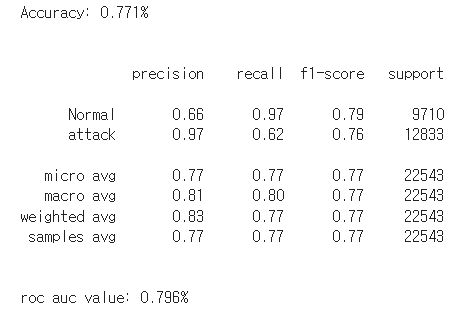 Accuracy: 0.771%
precision recall f1-score support
Normal 0.66 0.97 0.79 9710
attack 0.97 0.62 0.76 12833
micro avg 0.77 0.77 0.77 22543
macro avg 0.81 0.80 0.77 22543
weighted avg 0.83 0.77 0.77 22543
samples avg 0.77 0.77 0.77 22543
roc auc value: 0.796%